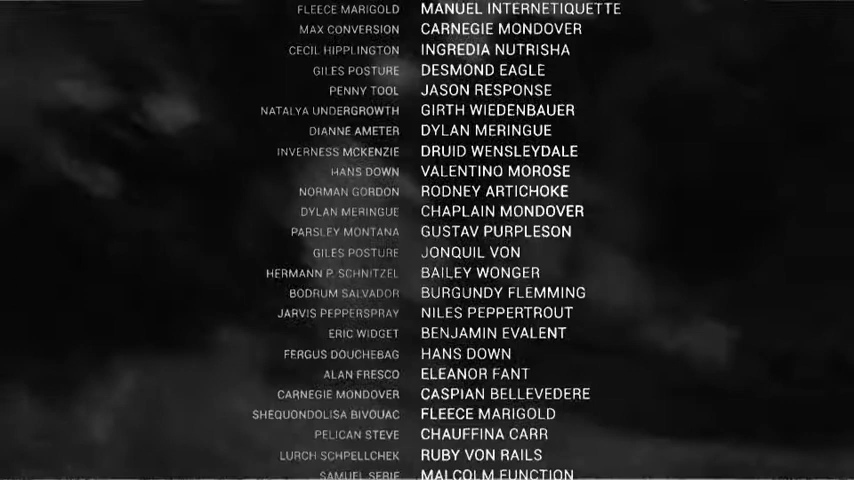 FLEECE MARIGOLD MANUEL INTERNETIQUETTE
MAX CONVERSION CARNEGIE MONDOVER
CECIL HIPPLINGTON INGREDIA NUTRISHA
GILES POSTURE DESMOND EAGLE
PENNY TOOL JASON RESPONSE
NATALYA UNDERGROWTH GIRTH WIEDENBAUER
DIANNE AMETER DYLAN MERINGUE
INVERNESS MCKENZIE DRUID WENSLEYDALE
HANS DOWN VALENTINO MOROSE
NORMAN GORDON RODNEY ARTICHOKE
DYLAN MERINGUE CHAPLAIN MONDOVER
PARSLEY MONTANA GUSTAV PURPLESON
GILES POSTURE JONQUIL VON
HERMANN P. SCHNITZEL BAILEY WONGER
BODRUM SALVADOR BURGUNDY FLEMMING
JARVIS PEPPERSPRAY NILES PEPPERTROUT
ERIC WIDGET BENJAMIN EVALENT
FERGUS DOUCHEBAG HANS DOWN
ALAN FRESCO ELEANOR FANT
CARNEGIE MONDOVER CASPIAN BELLEVEDERE
SHEQUONDOLISA BIVOUAC FLEECE MARIGOLD
PELICAN STEVE CHAUFFINA CARR
LURCH SCHPELLCHEK RUBY VON RAILS
SAMUEL SERIF MALCOLM FUNCTION